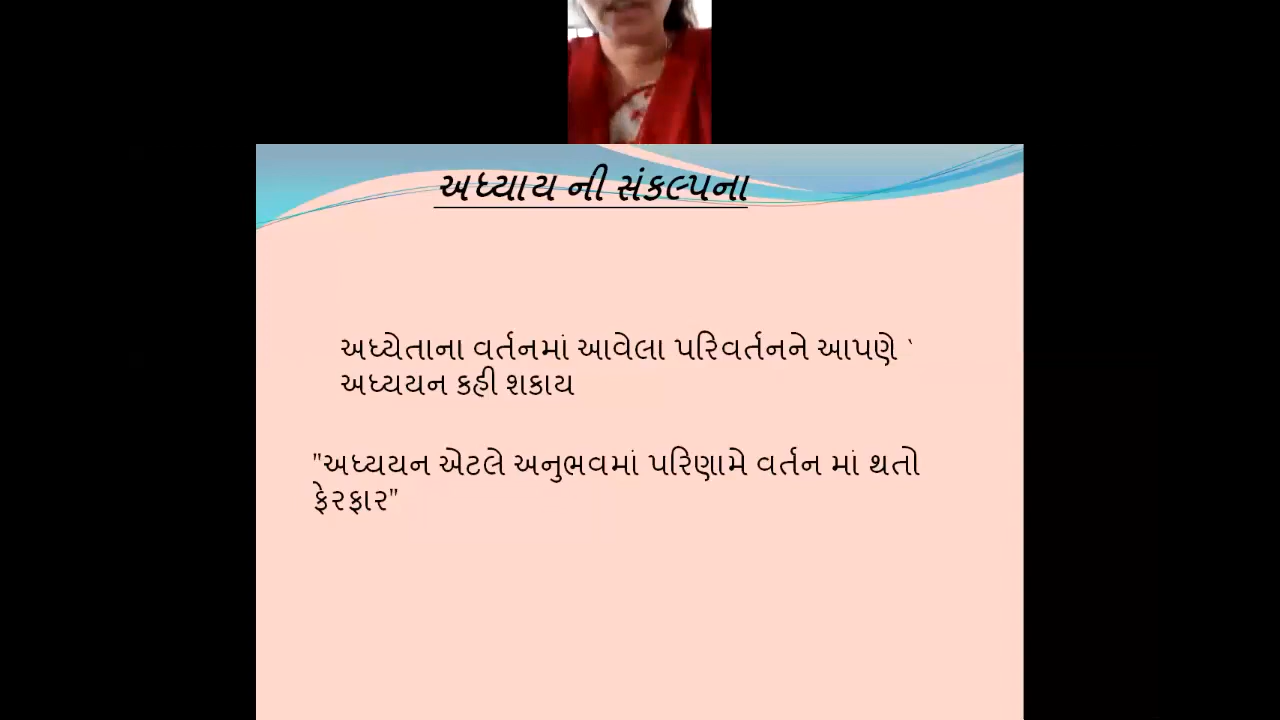 અધ્યાય ની સંકલ્પના
અધ્યેતાના વર્તનમાં આવેલા પરિવર્તનને આપણે `
અધ્યયન કહી શકાય
"અધ્યયન એટલે અનુભવમાં પરિણામે વર્તન માં થતો
ફેરફાર"